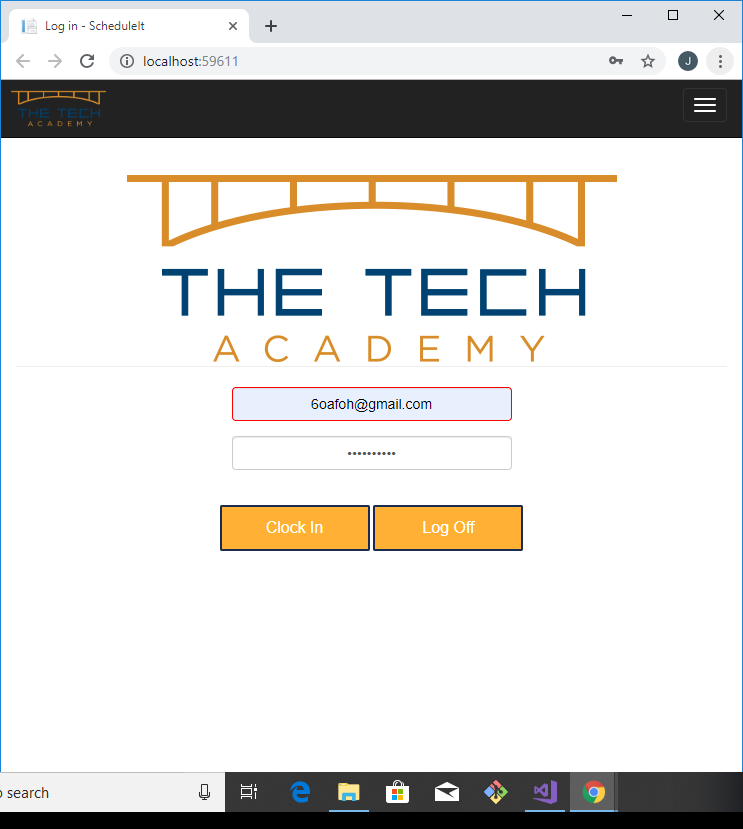 Log in - ScheduleIt
localhost:59611
J
THE TECH
ACADEMY
THE TECH
ACADEMY
6oafoh@gmail.com
••••••••••
Clock In
Log Off
search